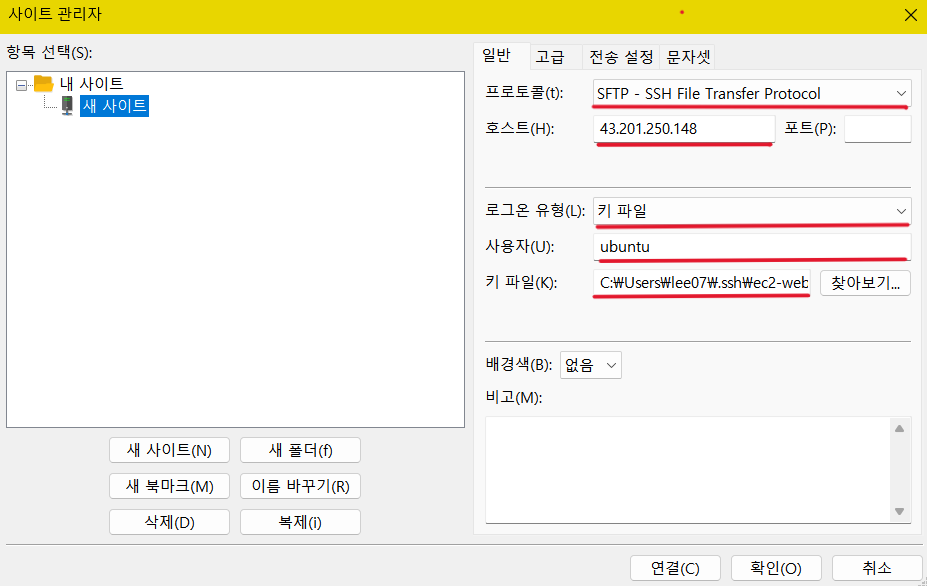 사이트 관리자
항목 선택(S):
내 사이트
새 사이트
새 사이트(N)
새 폴더(f)
새 북마크(M)
이름 바꾸기(R)
삭제(D)
복제(i)
일반
고급
전송 설정
문자셋
프로토콜(t):
SFTP - SSH File Transfer Protocol
호스트(H):
43.201.250.148
포트(P):
로그온 유형(L):
키 파일
사용자(U):
ubuntu
키 파일(K):
C:₩Users₩lee07₩.ssh₩ec2-web
찾아보기...
배경색(B):
없음
비고(M):
연결(C)
확인(O)
취소